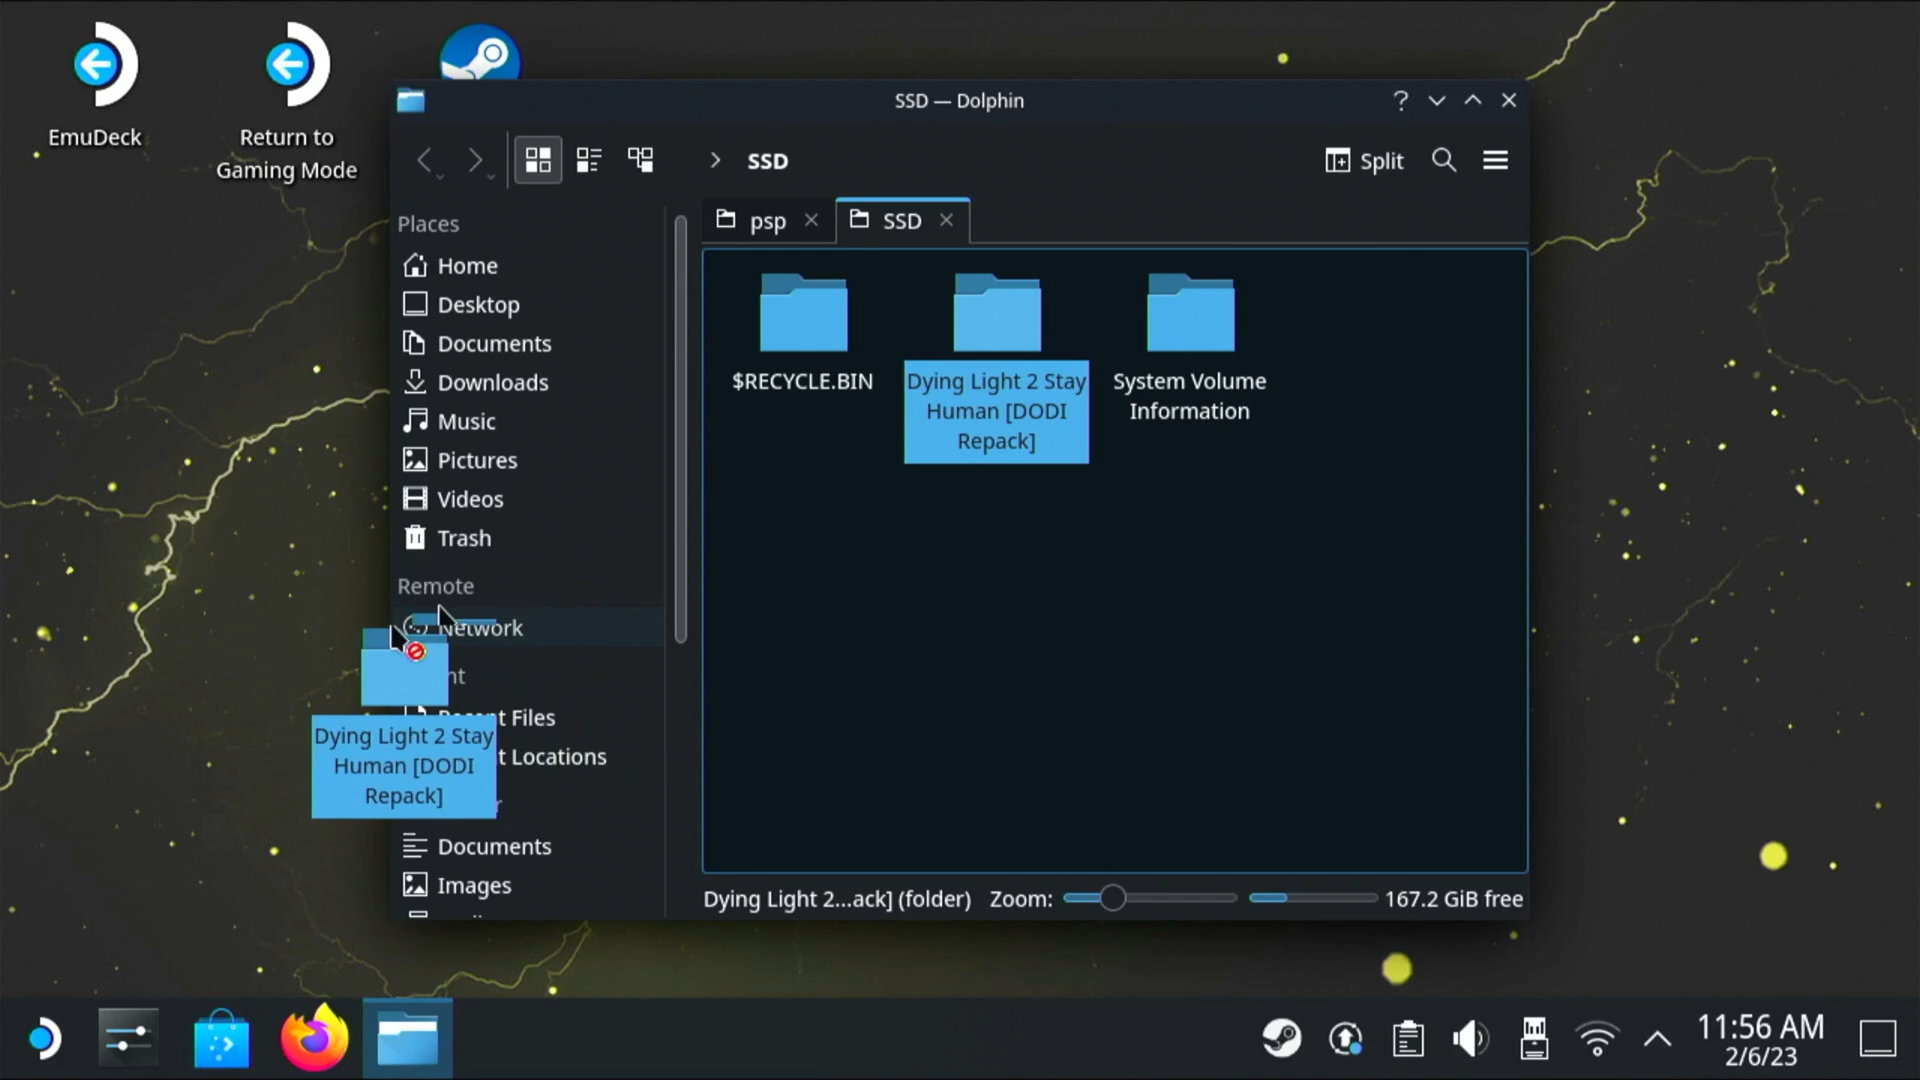 EmuDeck
Return to
Gaming Mode
SSD — Dolphin
SSD
Split
psp
SSD
Places
Home
Desktop
Documents
Downloads
Music
Pictures
Videos
Trash
Remote
Network
nt
t Files
t Locations
r
Documents
Images
$RECYCLE.BIN
Dying Light 2 Stay
Human [DODI
Repack]
System Volume
Information
Dying Light 2 Stay
Human [DODI
Repack]
Dying Light 2...ack] (folder)
Zoom:
167.2 GiB free
11:56 AM
2/6/23